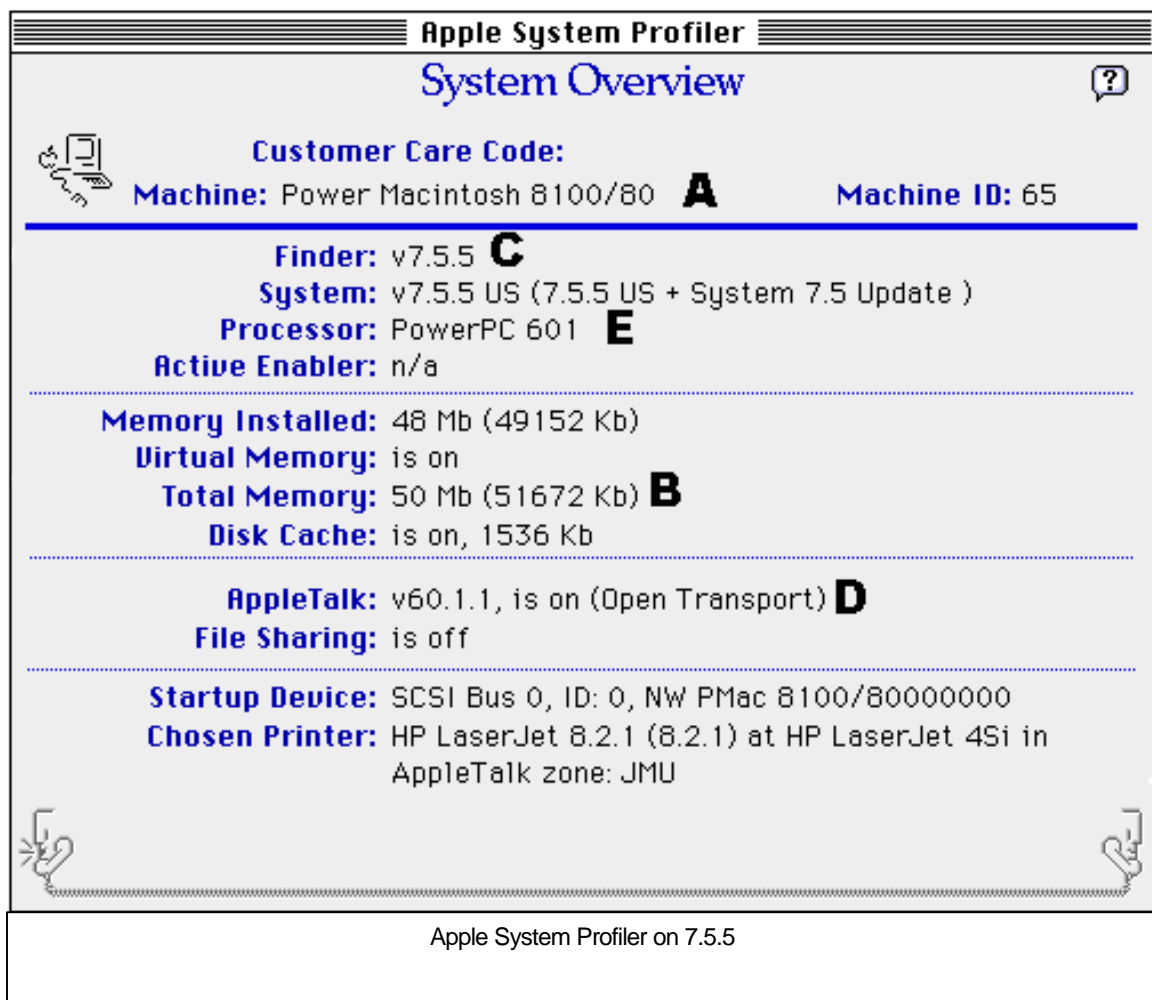 Apple System Profiler
System Overview
?
Customer Care Code:
Machine: Power Macintosh 8100/80 A Machine ID: 65
Finder: v7.5.5 C
System: v7.5.5 US (7.5.5 US + System 7.5 Update )
Processor: PowerPC 601 E
Active Enabler: n/a
Memory Installed: 48 Mb (49152 Kb)
Virtual Memory: is on
Total Memory: 50 Mb (51672 Kb) B
Disk Cache: is on, 1536 Kb
AppleTalk: v60.1.1, is on (Open Transport) D
File Sharing: is off
Startup Device: SCSI Bus 0, ID: 0, NW PMac 8100/80000000
Chosen Printer: HP LaserJet 8.2.1 (8.2.1) at HP LaserJet 4Si in
AppleTalk zone: JMU
Apple System Profiler on 7.5.5